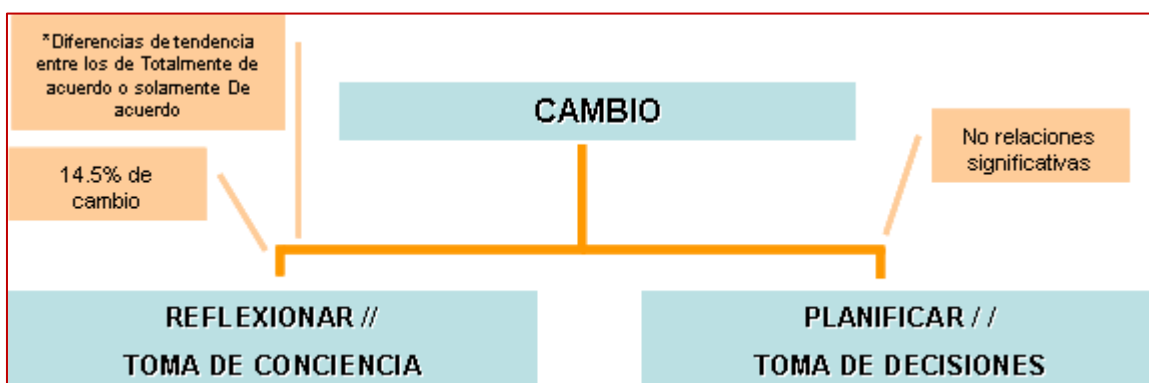 *Diferencias de tendencia
entre los de Totalmente de
acuerdo o solamente De
acuerdo
CAMBIO
No relaciones
significativas
14.5% de
cambio
REFLEXIONAR //
TOMA DE CONCIENCIA
PLANIFICAR / /
TOMA DE DECISIONES